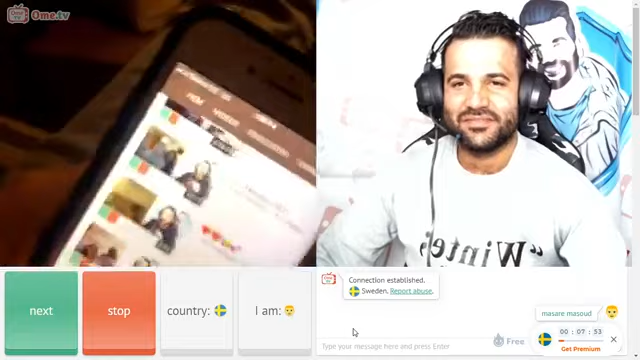 Ome.tv
Connection established.
Sweden. Report abuse.
masare masoud
next
stop
country:
I am:
Type your message here and press Enter
Free
00 : 07 : 53
Get Premium
"Winte